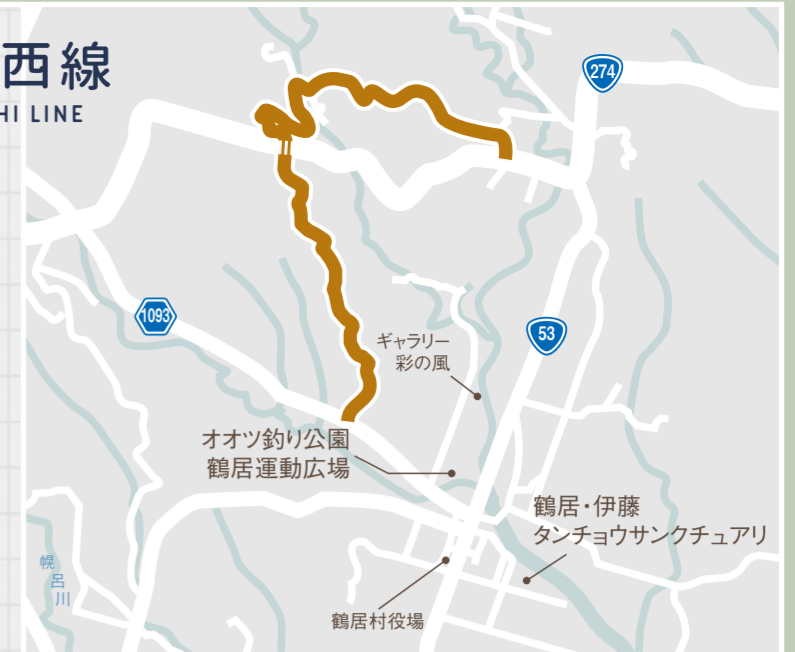 西線
HI LINE
274
1093
53
ギャラリー
彩の風
オオツ釣り公園
鶴居運動広場
鶴居・伊藤
タンチョウサンクチュアリ
幌
呂
川
鶴居村役場